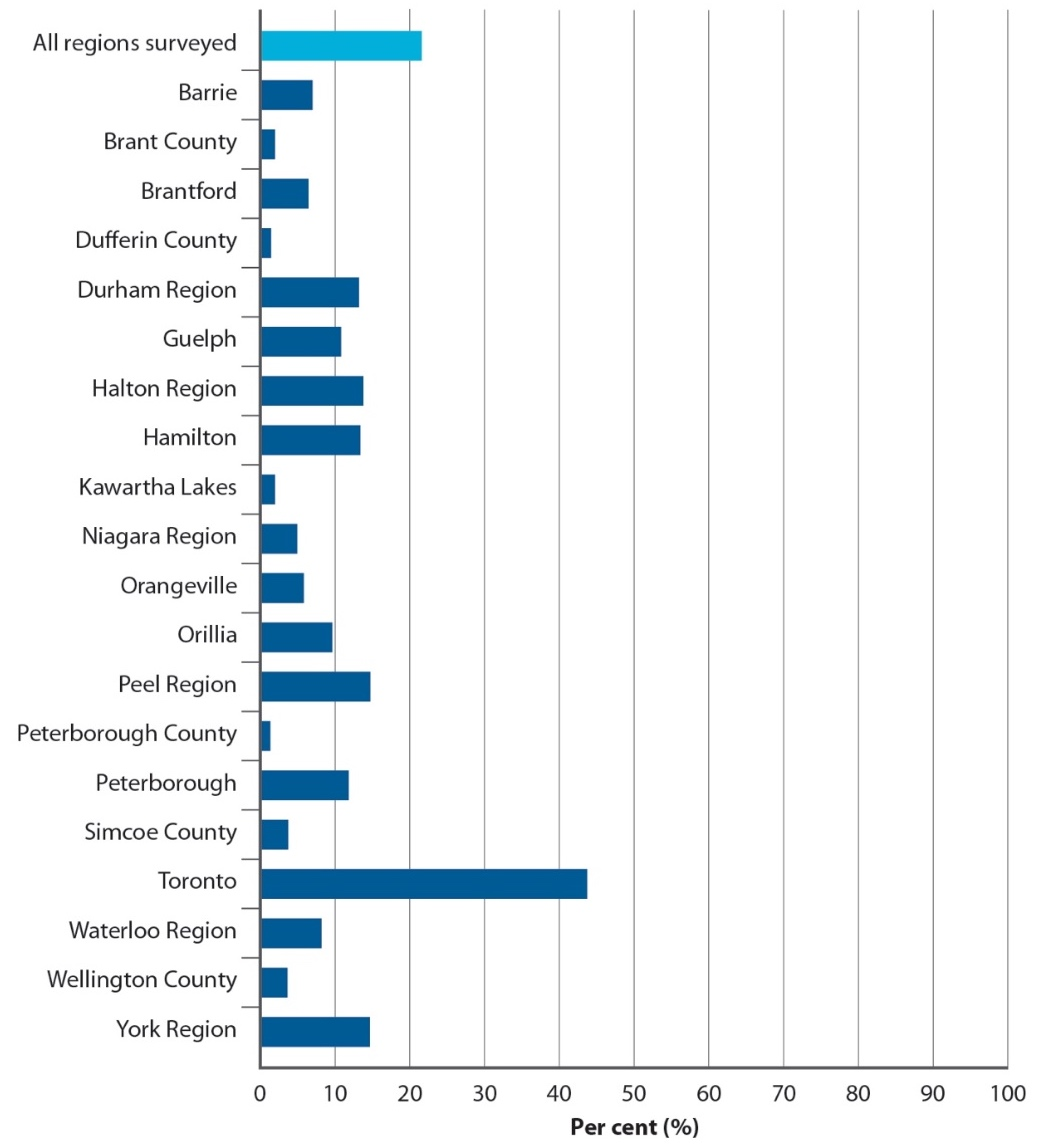 All regions surveyed
Barrie
Brant County
Brantford
Dufferin County
Durham Region
Guelph
Halton Region
Hamilton
Kawartha Lakes
Niagara Region
Orangeville
Orillia
Peel Region
Peterborough County
Peterborough
Simcoe County
Toronto
Waterloo Region
Wellington County
York Region
0 10 20 30 40 50 60 70 80 90 100
Per cent (%)